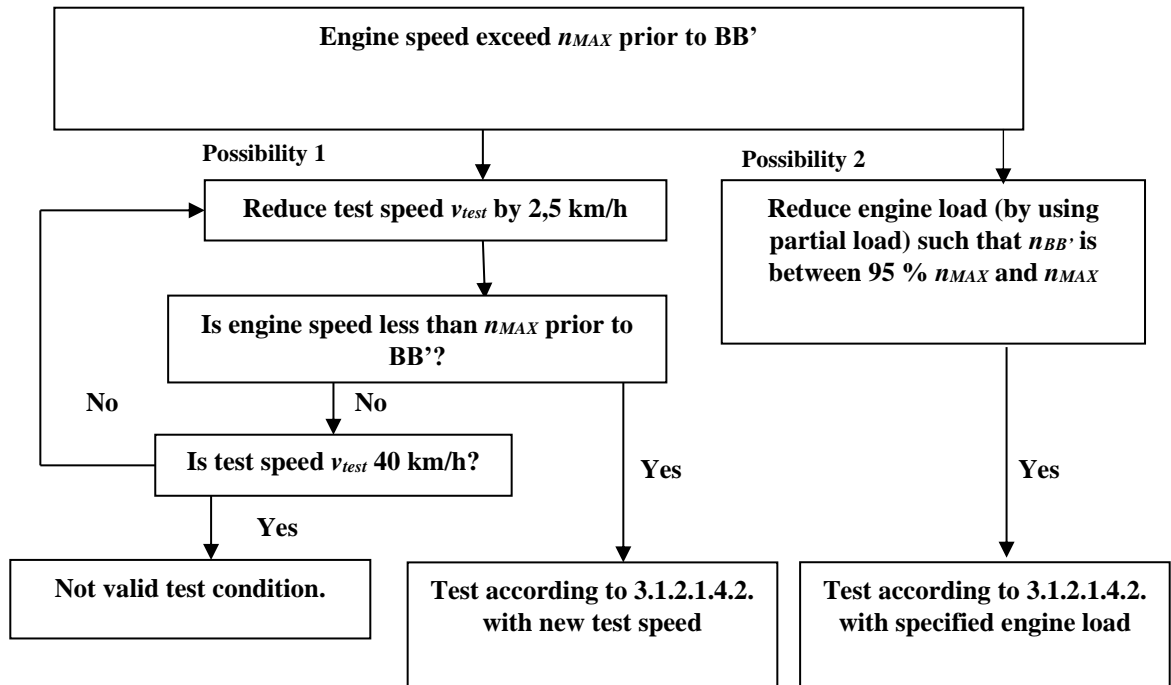 Engine speed exceed nMAX prior to BB’
Possibility 1
Possibility 2
Reduce test speed vtest by 2,5 km/h
Reduce engine load (by using
partial load) such that nBB’ is
between 95 % nMAX and nMAX
Is engine speed less than nMAX prior to
BB’?
No
No
Is test speed vtest 40 km/h?
Yes
Yes
Yes
Not valid test condition.
Test according to 3.1.2.1.4.2.
with new test speed
Test according to 3.1.2.1.4.2.
with specified engine load